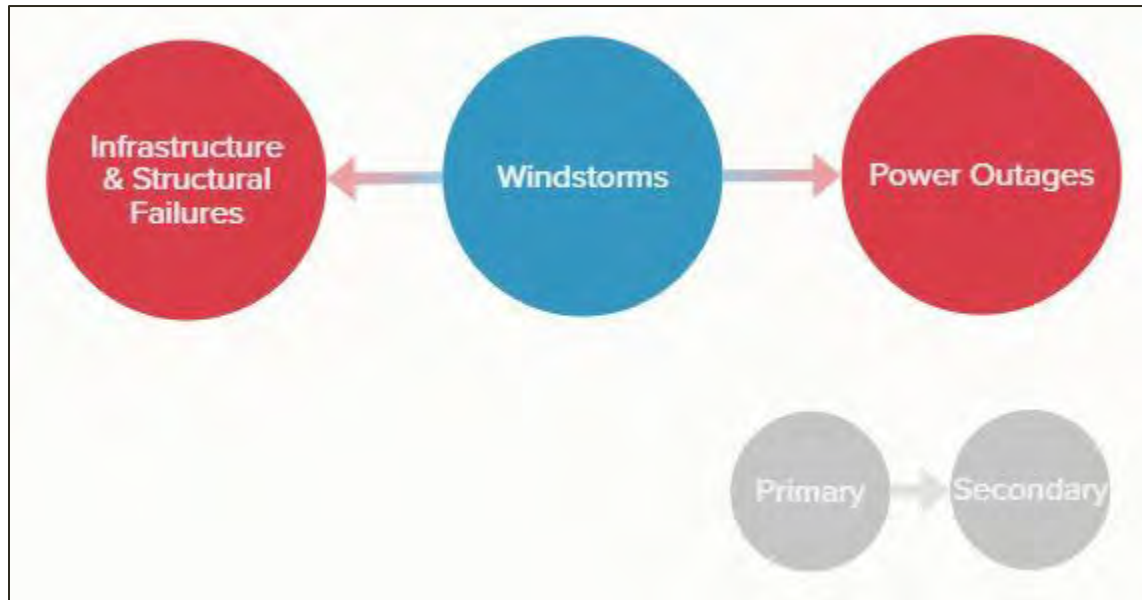 Infrastructure
& Structural
Failures
Windstorms
Power Outages
Primary
Secondary